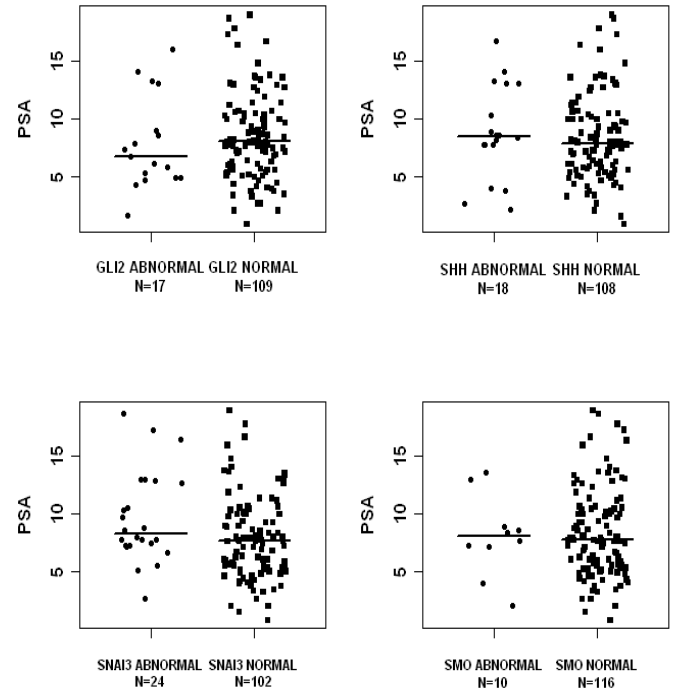 15
10
5
PSA
GLI2 ABNORMAL GLI2 NORMAL
N=17 N=109
15
10
5
PSA
SHH ABNORMAL SHH NORMAL
N=18 N=108
15
10
5
PSA
SNAI3 ABNORMAL SNAI3 NORMAL
N=24 N=102
15
10
5
PSA
SMO ABNORMAL SMO NORMAL
N=10 N=116